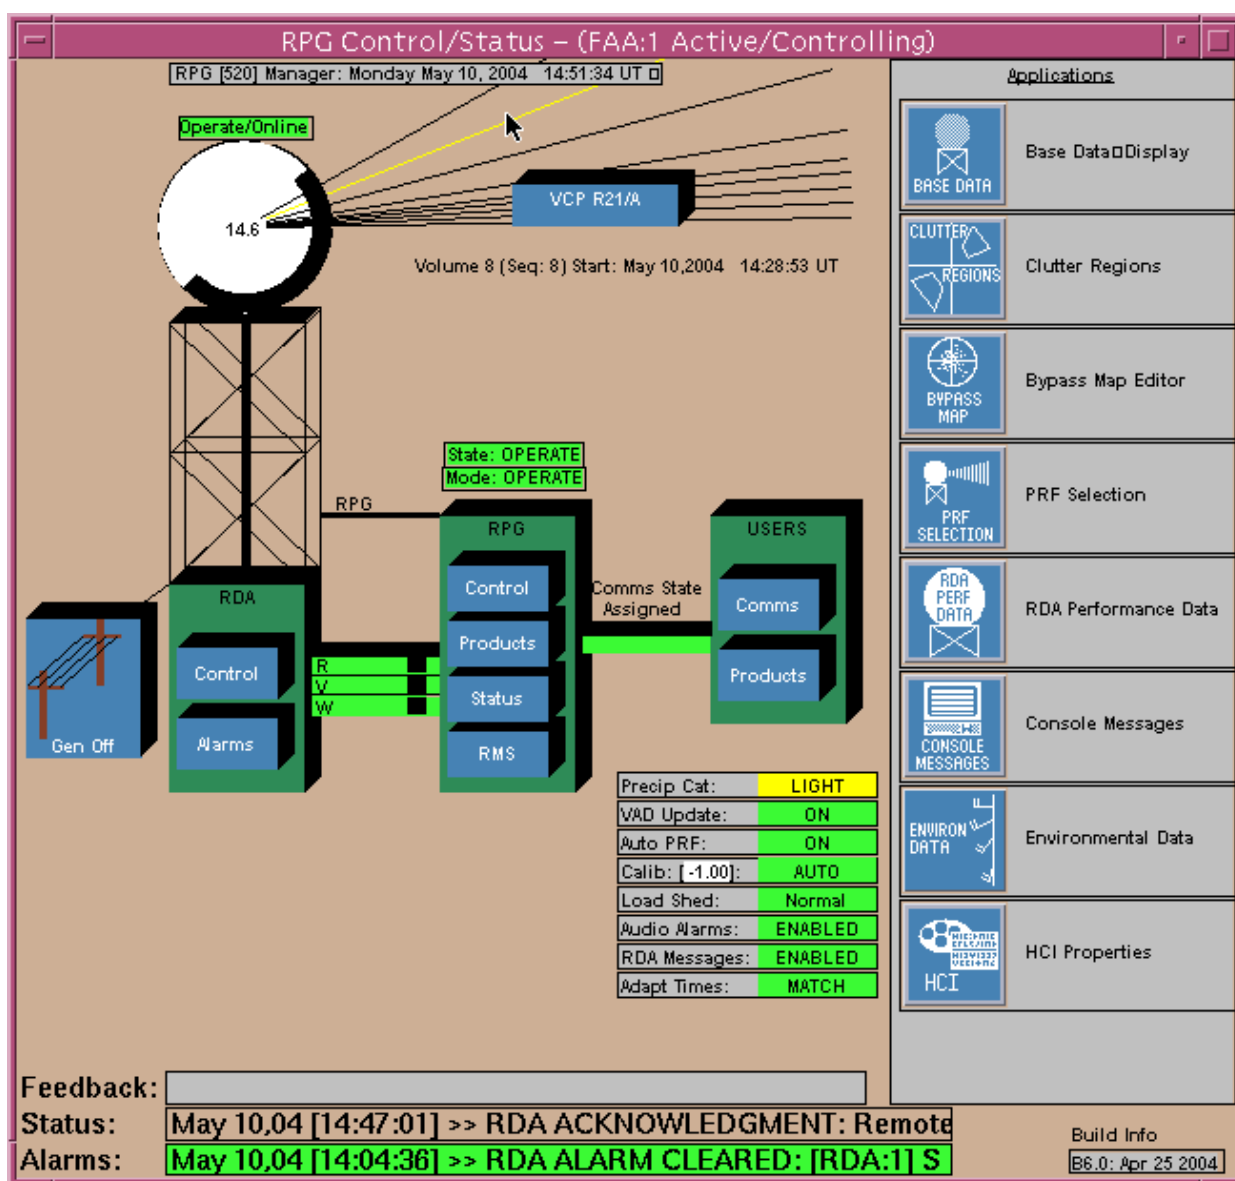 RPG Control/Status – (FAA:1 Active/Controlling)
RPG [520] Manager: Monday May 10, 2004 14:51:34 UT
Applications
Operate/Online
14.6
VCP R21/A
Volume 8 (Seq: 8) Start: May 10,2004 14:28:53 UT
BASE DATA
Base Data Display
CLUTTER
REGIONS
Clutter Regions
BYPASS
MAP
Bypass Map Editor
PRF
SELECTION
PRF Selection
RDA
PERF
DATA
RDA Performance Data
CONSOLE
MESSAGES
Console Messages
ENVIRON
DATA
Environmental Data
HCI
HCI Properties
State: OPERATE
Mode: OPERATE
RPG
RPG
Control
Products
Status
RMS
USERS
Comms
Products
Comms State
Assigned
RDA
Control
Alarms
R
V
W
Gen Off
Precip Cat: LIGHT
VAD Update: ON
Auto PRF: ON
Calib: [-1.00]: AUTO
Load Shed: Normal
Audio Alarms: ENABLED
RDA Messages: ENABLED
Adapt Times: MATCH
Feedback:
Status: May 10,04 [14:47:01] >> RDA ACKNOWLEDGMENT: Remote
Alarms: May 10,04 [14:04:36] >> RDA ALARM CLEARED: [RDA:1] S
Build Info
B6.0: Apr 25 2004